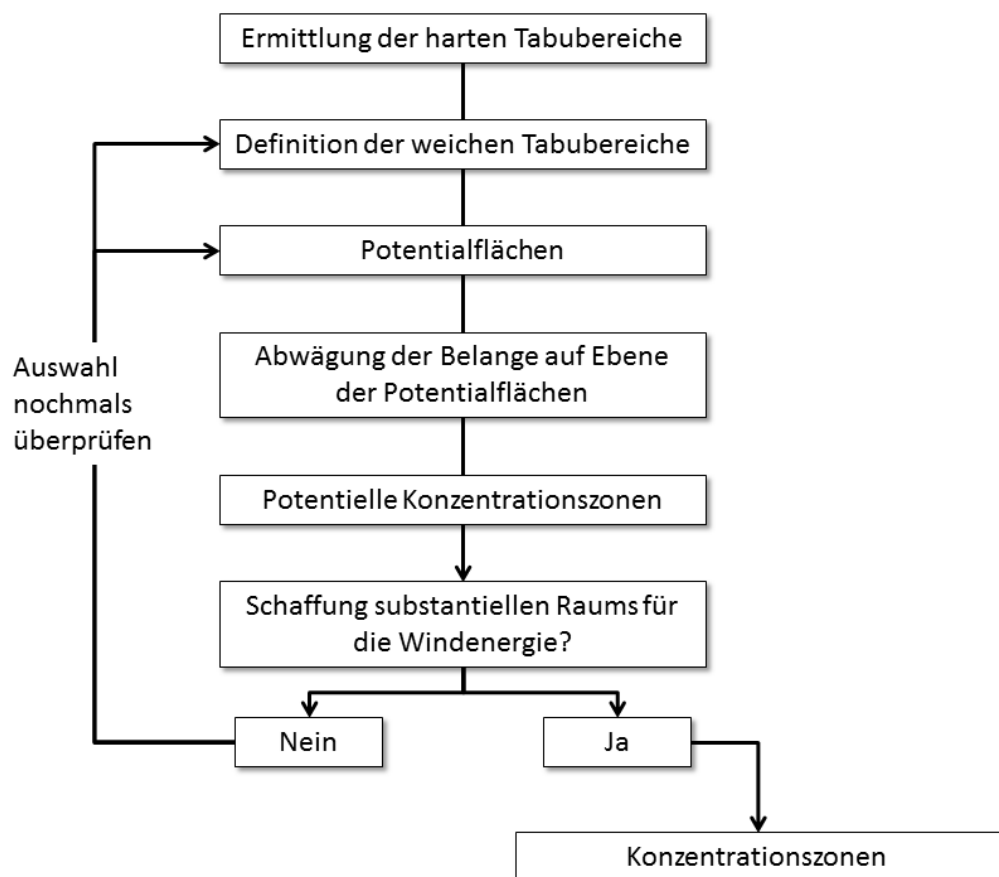 Ermittlung der harten Tabubereiche
Definition der weichen Tabubereiche
Potentialflächen
Abwägung der Belange auf Ebene
der Potentialflächen
Auswahl
nochmals
überprüfen
Potentielle Konzentrationszonen
Schaffung substantiellen Raums für
die Windenergie?
Nein
Ja
Konzentrationszonen